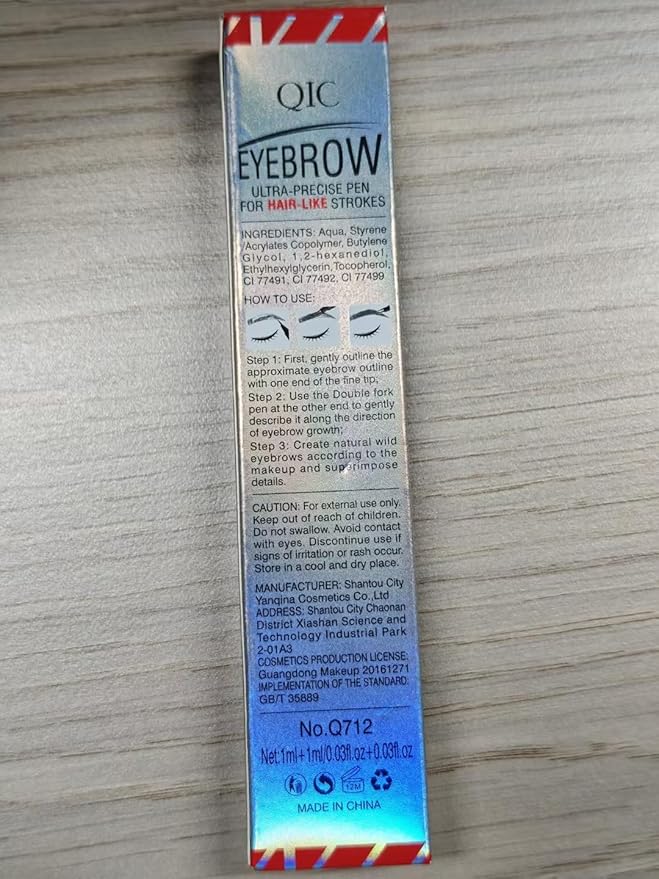 QIC
EYEBROW
ULTRA-PRECISE PEN
FOR HAIR-LIKE STROKES
INGREDIENTS: Aqua, Styrene
/Acrylates Copolymer, Butylene
Glycol, 1,2-hexanediol,
Ethylhexylglycerin, Tocopherol,
CI 77491, CI 77492, CI 77499
HOW TO USE:
Step 1: First, gently outline the
approximate eyebrow outline
with one end of the fine tip;
Step 2: Use the Double fork
pen at the other end to gently
describe it along the direction
of eyebrow growth;
Step 3: Create natural wild
eyebrows according to the
makeup and superimpose
details.
CAUTION: For external use only.
Keep out of reach of children.
Do not swallow. Avoid contact
with eyes. Discontinue use if
signs of irritation or rash occur.
Store in a cool and dry place.
MANUFACTURER: Shantou City
Yanqina Cosmetics Co.,Ltd
ADDRESS: Shantou City Chaonan
District Xiashan Science and
Technology Industrial Park
2-01A3
COSMETICS PRODUCTION LICENSE:
Guangdong Makeup 20161271
IMPLEMENTATION OF THE STANDARD:
GB/T 35889
No.Q712
Net:1ml+1ml/0.03fl.oz+0.03fl.oz
12M
MADE IN CHINA